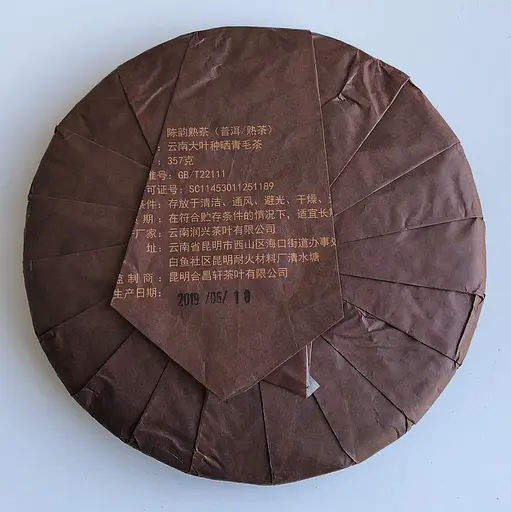 陈韵熟茶（普洱/熟茶）
：云南大叶种晒青毛茶
：357克
准号：GB/T22111
可证号：SC11453011251189
条件：存放于清洁、通风、避光、干燥、
期：在符合贮存条件的情况下，适宜长
厂家：云南润兴茶叶有限公司
址：云南省昆明市西山区海口街道办事处
白鱼社区昆明耐火材料厂清水塘
监制商：昆明合昌轩茶叶有限公司
生产日期：2019/06/10